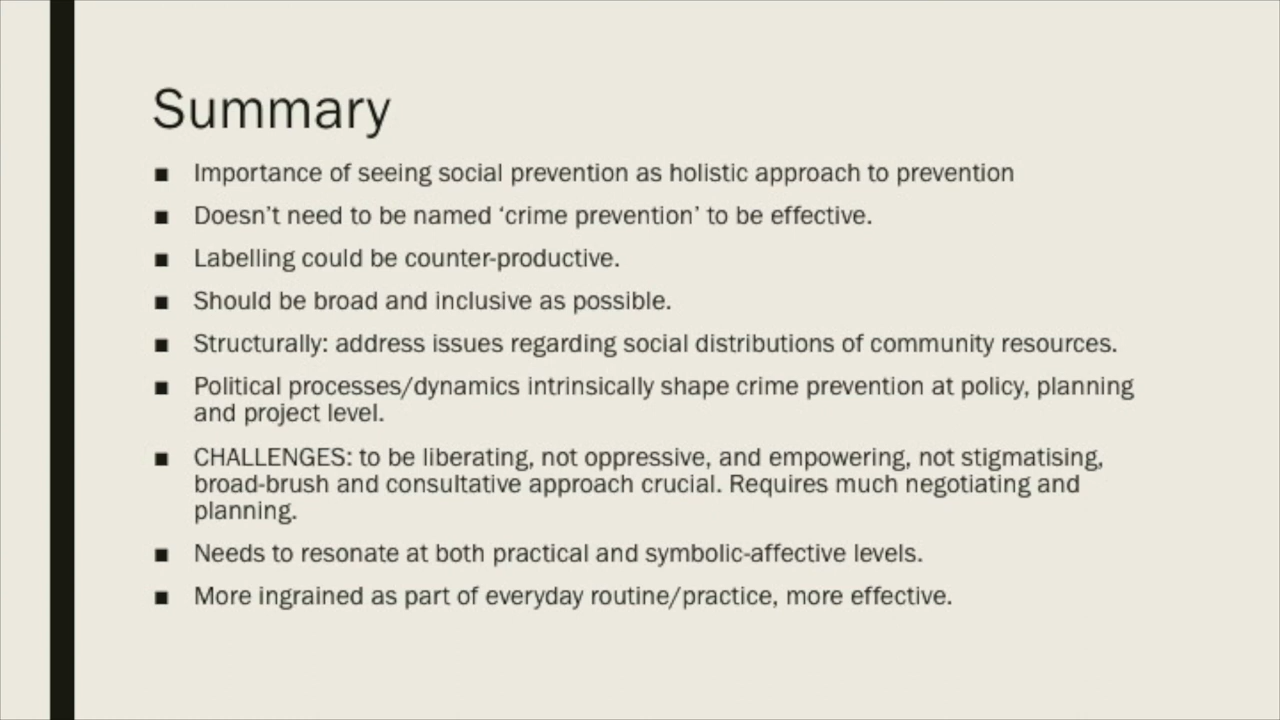 Summary
■ Importance of seeing social prevention as holistic approach to prevention
■ Doesn’t need to be named ‘crime prevention’ to be effective.
■ Labelling could be counter-productive.
■ Should be broad and inclusive as possible.
■ Structurally: address issues regarding social distributions of community resources.
■ Political processes/dynamics intrinsically shape crime prevention at policy, planning
and project level.
■ CHALLENGES: to be liberating, not oppressive, and empowering, not stigmatising,
broad-brush and consultative approach crucial. Requires much negotiating and
planning.
■ Needs to resonate at both practical and symbolic-affective levels.
■ More ingrained as part of everyday routine/practice, more effective.